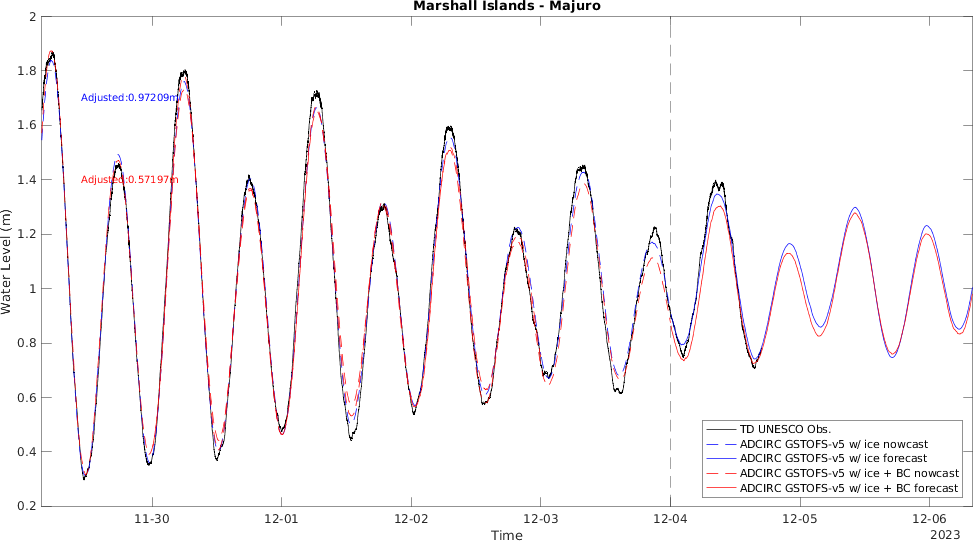 Marshall Islands - Majuro
2
1.8
1.6
1.4
1.2
1
0.8
0.6
0.4
0.2
Water Level (m)
Adjusted:0.97209m
Adjusted:0.57197m
TD UNESCO Obs.
ADCIRC GSTOFS-v5 w/ ice nowcast
ADCIRC GSTOFS-v5 w/ ice forecast
ADCIRC GSTOFS-v5 w/ ice + BC nowcast
ADCIRC GSTOFS-v5 w/ ice + BC forecast
11-30 12-01 12-02 12-03 12-04 12-05 12-06
Time
2023